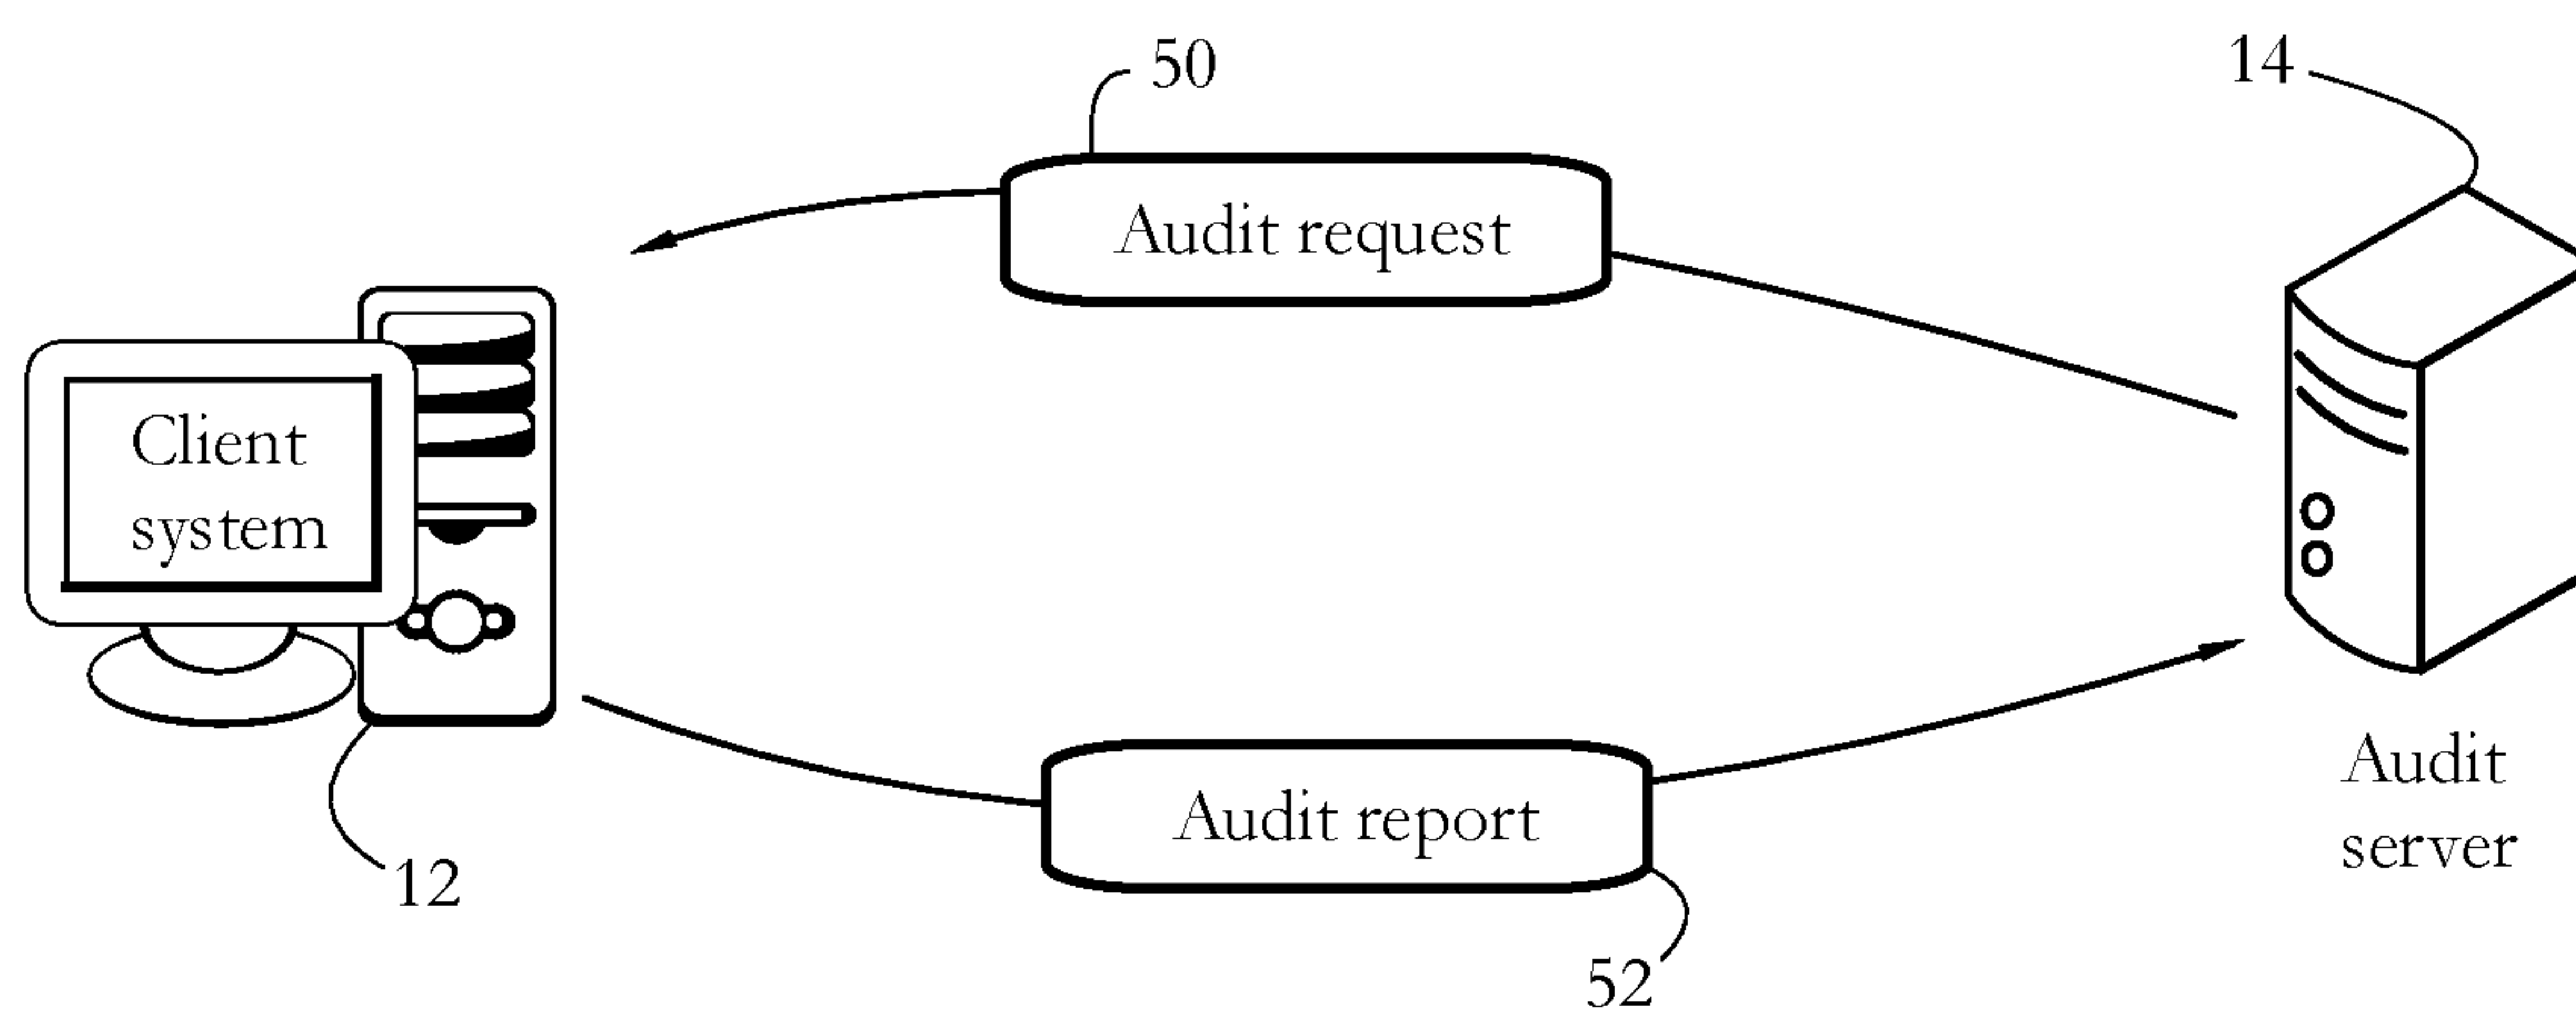 50
14
Audit request
Client
system
Audit
server
Audit report
12
52